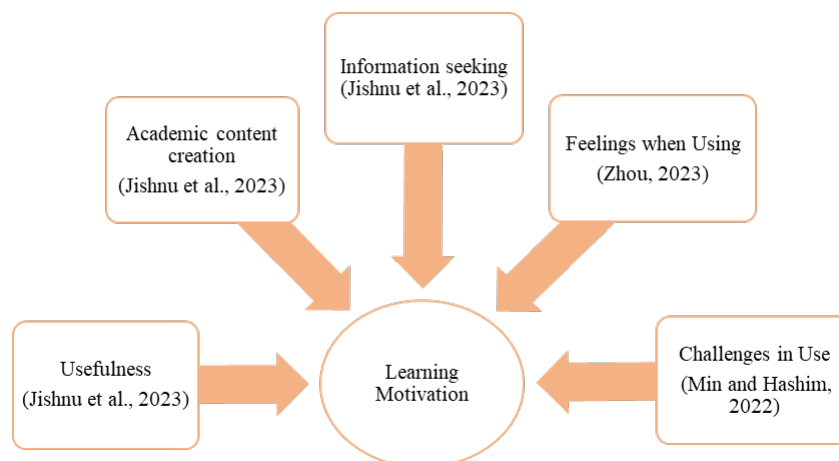 Information seeking
(Jishnu et al., 2023)
Academic content
creation
(Jishnu et al., 2023)
Feelings when Using
(Zhou, 2023)
Usefulness
(Jishnu et al., 2023)
Learning
Motivation
Challenges in Use
(Min and Hashim,
2022)